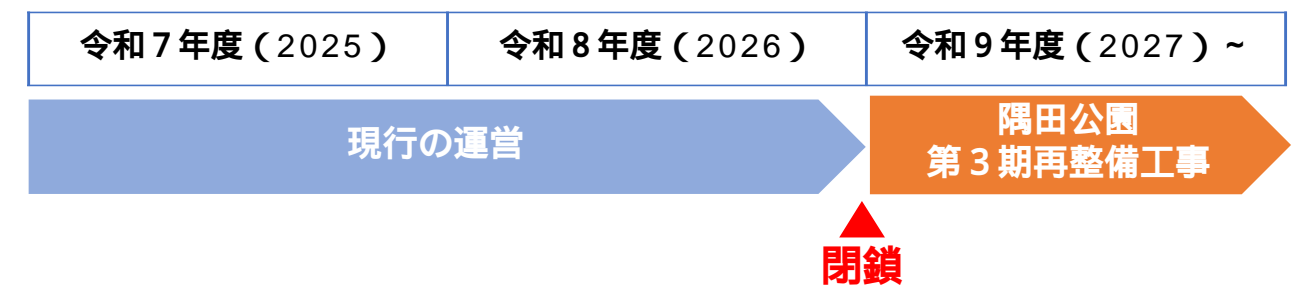 令和７年度（2025）
令和８年度（2026）
令和９年度（2027）~
現行の運営
隅田公園
第３期再整備工事
閉鎖